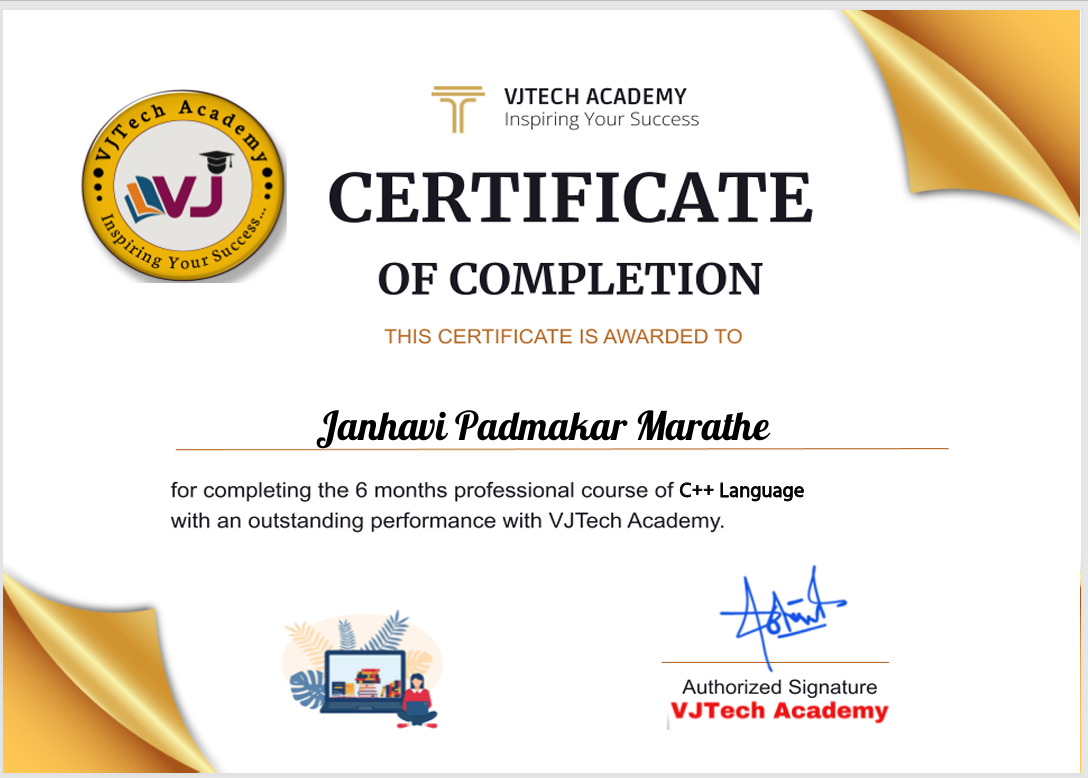 VJTech Academy
VJ
Inspiring Your Success...
VJTECH ACADEMY
Inspiring Your Success
CERTIFICATE
OF COMPLETION
THIS CERTIFICATE IS AWARDED TO
Janhavi Padmakar Marathe
for completing the 6 months professional course of C++ Language
with an outstanding performance with VJTech Academy.
Authorized Signature
VJTech Academy